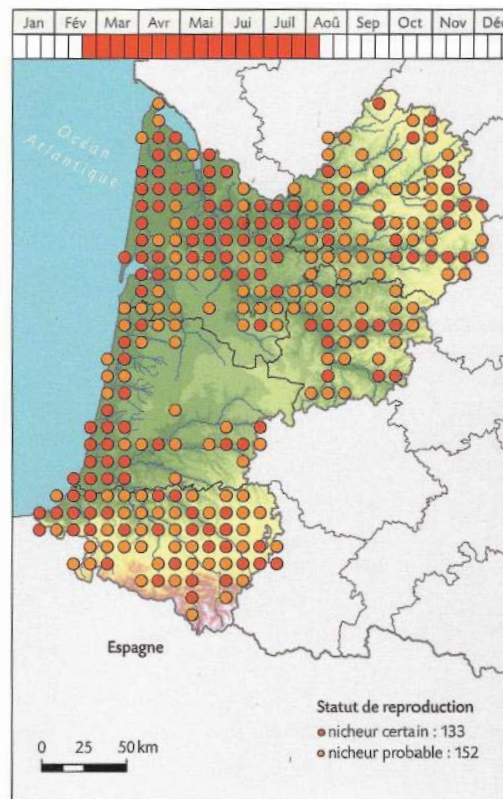 Jan Fév Mar Avr Mai Jui Juil Aoû Sep Oct Nov Déc
Océan
Atlantique
Espagne
Statut de reproduction
nicheur certain : 133
nicheur probable : 152
0 25 50 km